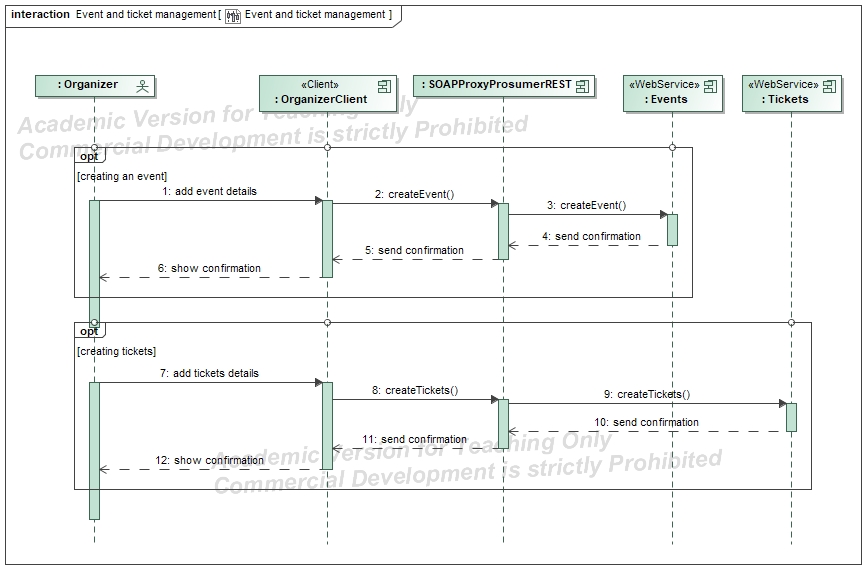 interaction Event and ticket management [ Event and ticket management ]
: Organizer
«Client»
: OrganizerClient
: SOAPProxyProsumerREST
«WebService»
: Events
«WebService»
: Tickets
Academic Version for Teaching Only
Commercial Development is strictly Prohibited
opt
[creating an event]
1: add event details
2: createEvent()
3: createEvent()
4: send confirmation
5: send confirmation
6: show confirmation
opt
[creating tickets]
7: add tickets details
8: createTickets()
9: createTickets()
10: send confirmation
11: send confirmation
12: show confirmation
Academic Version for Teaching Only
Commercial Development is strictly Prohibited